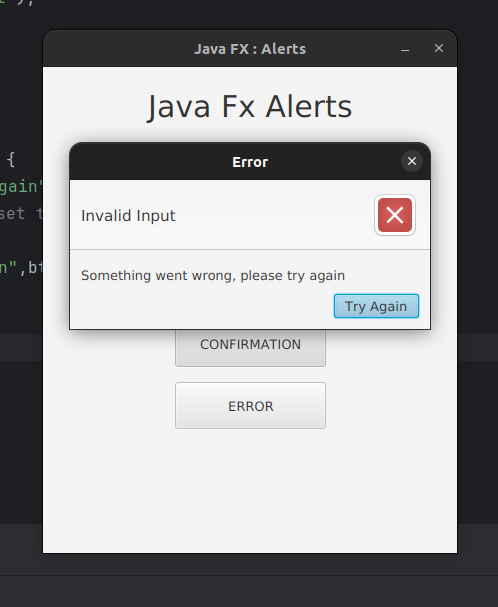 Java FX : Alerts
Java Fx Alerts
{
Error
gain"
Invalid Input
set t
n",bt
Something went wrong, please try again
Try Again
CONFIRMATION
ERROR